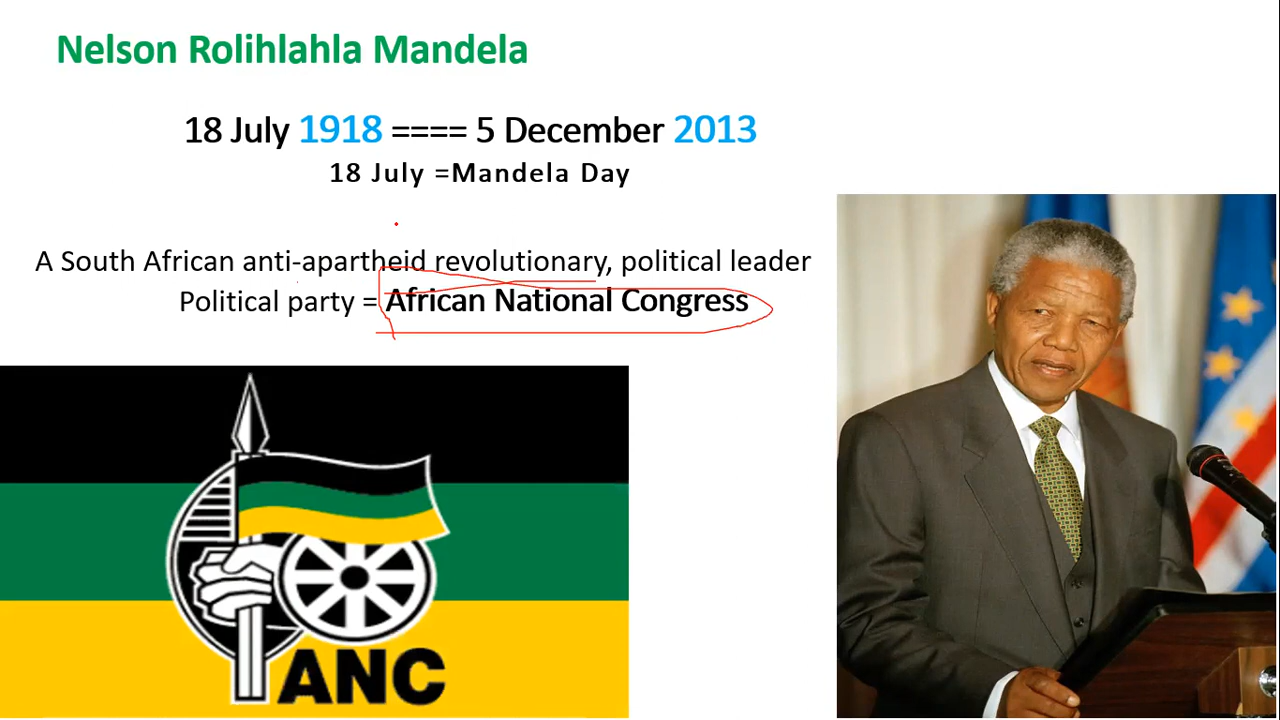 Nelson Rolihlahla Mandela
18 July 1918 ==== 5 December 2013
18 July =Mandela Day
A South African anti-apartheid revolutionary, political leader
Political party = African National Congress
ANC